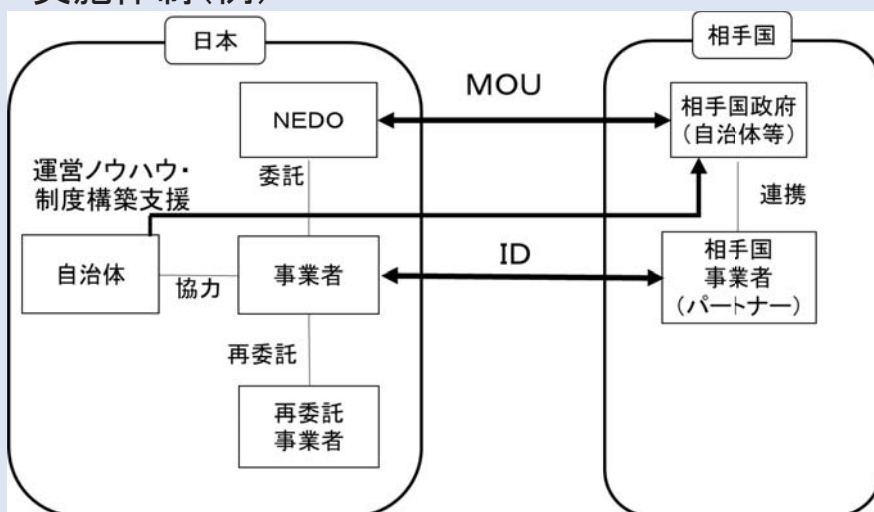 実施体制(例)
日本
相手国
NEDO
MOU
相手国政府
(自治体等)
運営ノウハウ・
制度構築支援
委託
連携
自治体
協力
事業者
ID
相手国
事業者
(パートナー)
再委託
再委託
事業者